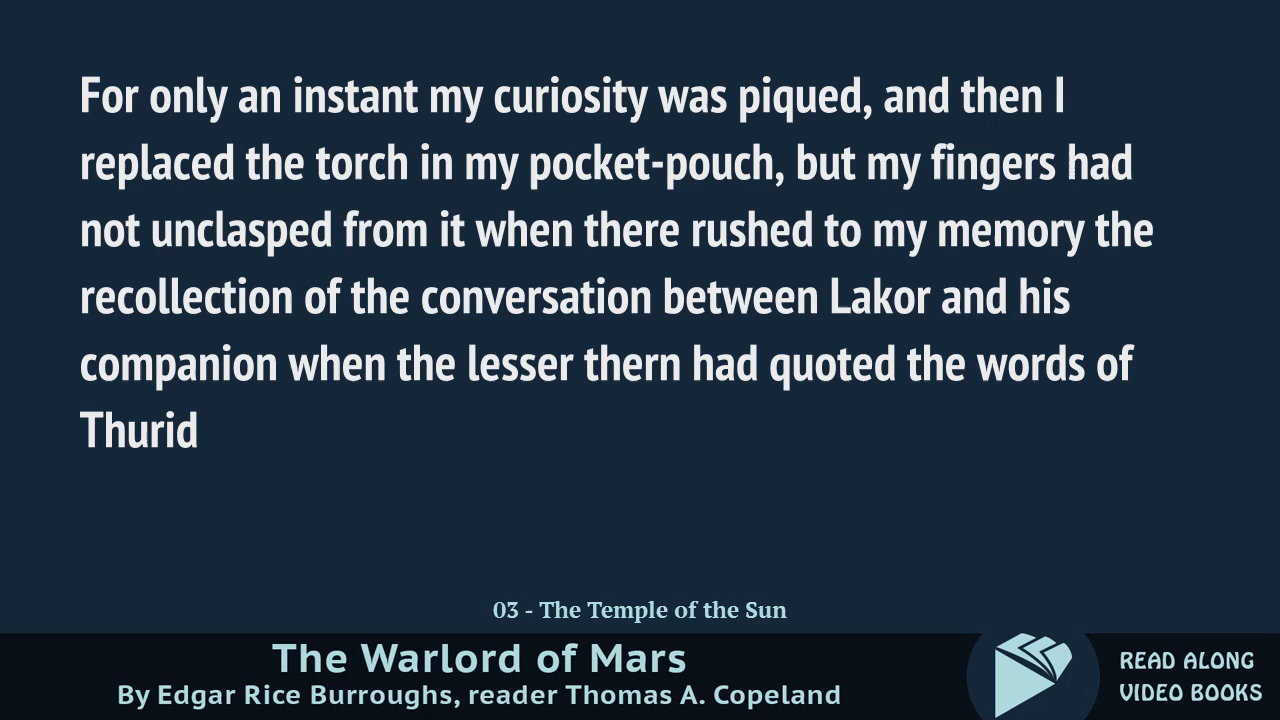 For only an instant my curiosity was piqued, and then I
replaced the torch in my pocket-pouch, but my fingers had
not unclasped from it when there rushed to my memory the
recollection of the conversation between Lakor and his
companion when the lesser thern had quoted the words of
Thurid
03 - The Temple of the Sun
The Warlord of Mars
By Edgar Rice Burroughs, reader Thomas A. Copeland
READ ALONG
VIDEO BOOKS